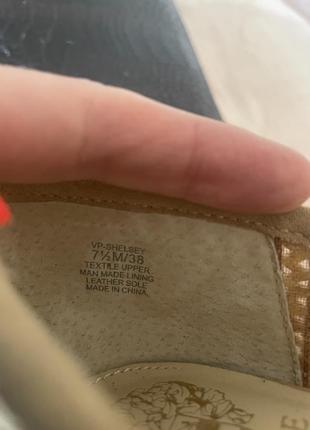 VP-SHELSEY
7½M/38
TEXTILE UPPER
MAN MADE LINING
LEATHER SOLE
MADE IN CHINA
E